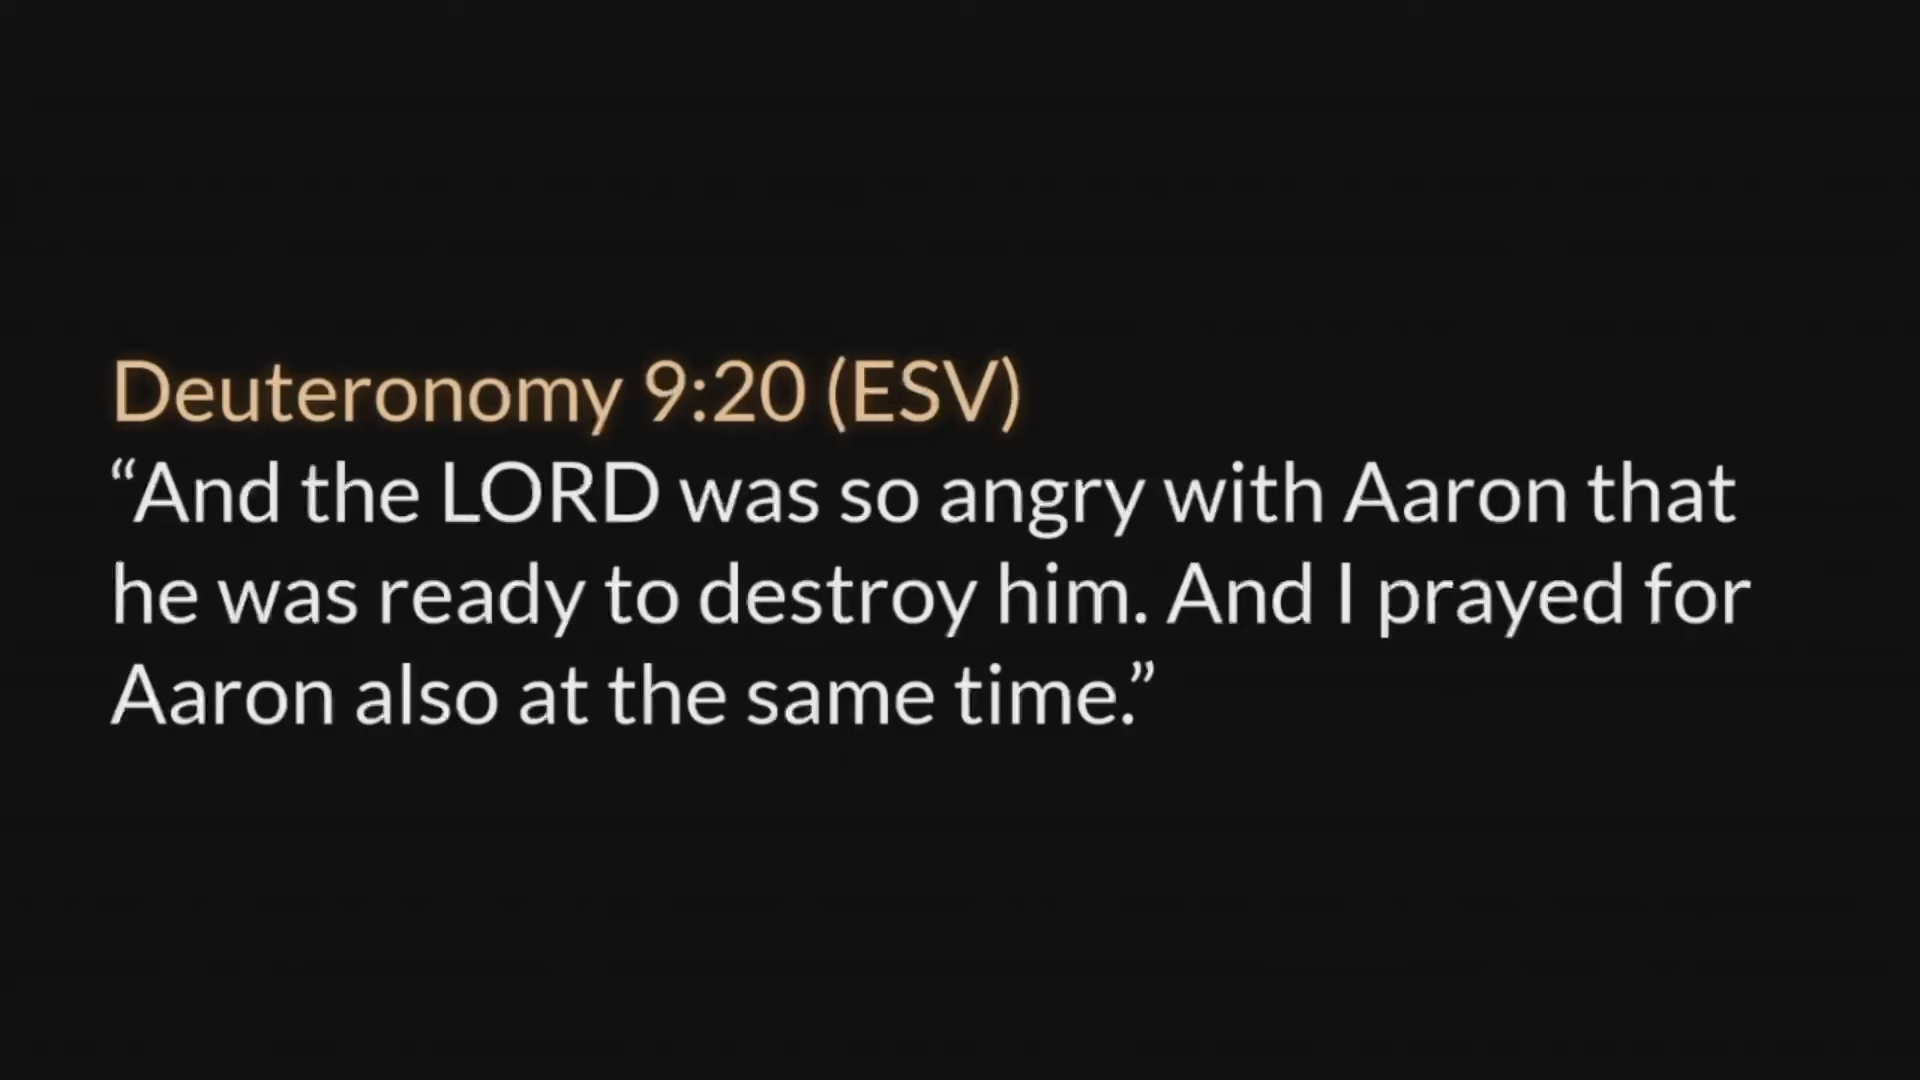 Deuteronomy 9:20 (ESV)
“And the LORD was so angry with Aaron that
he was ready to destroy him. And I prayed for
Aaron also at the same time.”